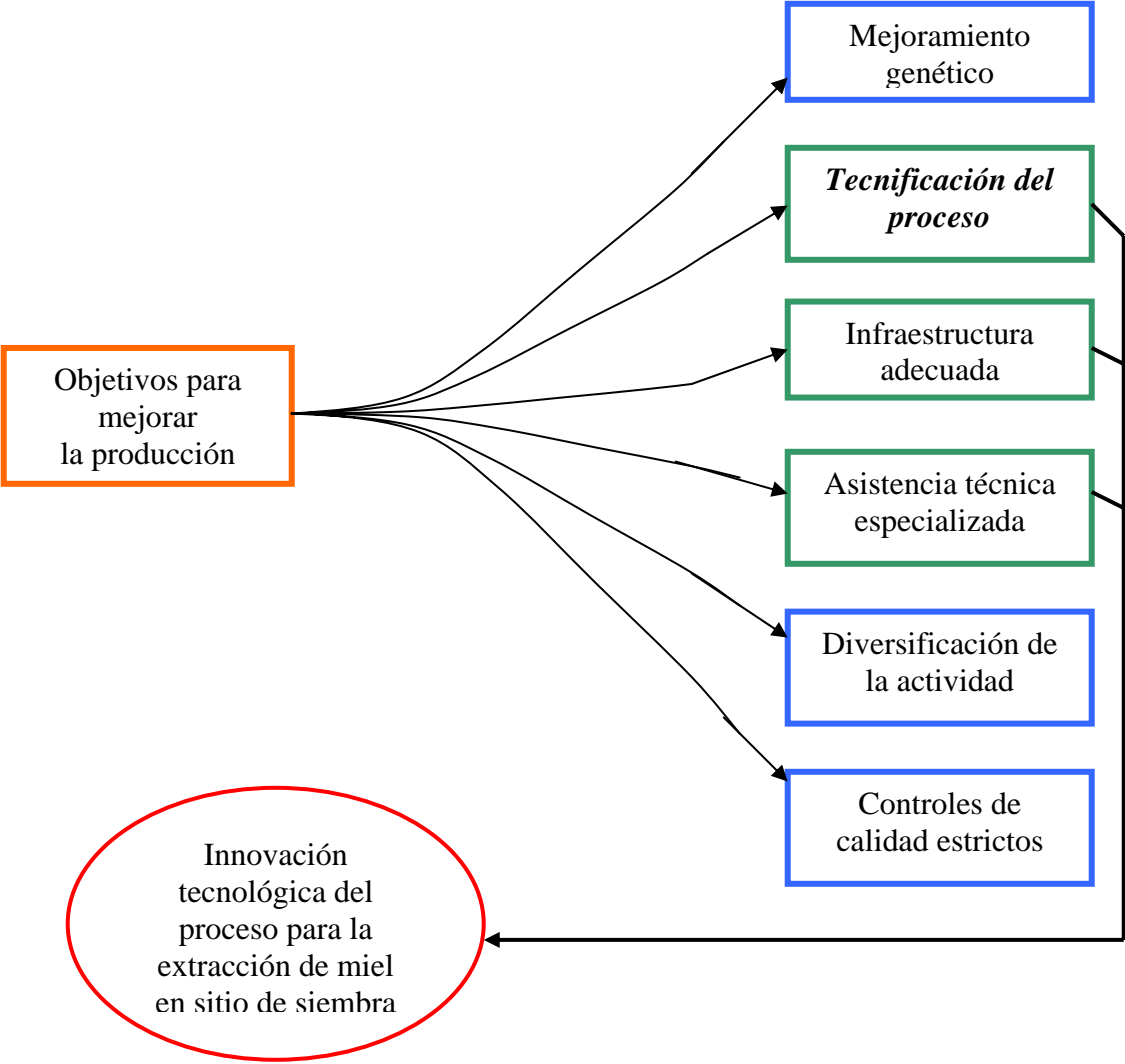 Mejoramiento
genético
Tecnificación del
proceso
Infraestructura
adecuada
Objetivos para
mejorar
la producción
Asistencia técnica
especializada
Diversificación de
la actividad
Controles de
calidad estrictos
Innovación
tecnológica del
proceso para la
extracción de miel
en sitio de siembra